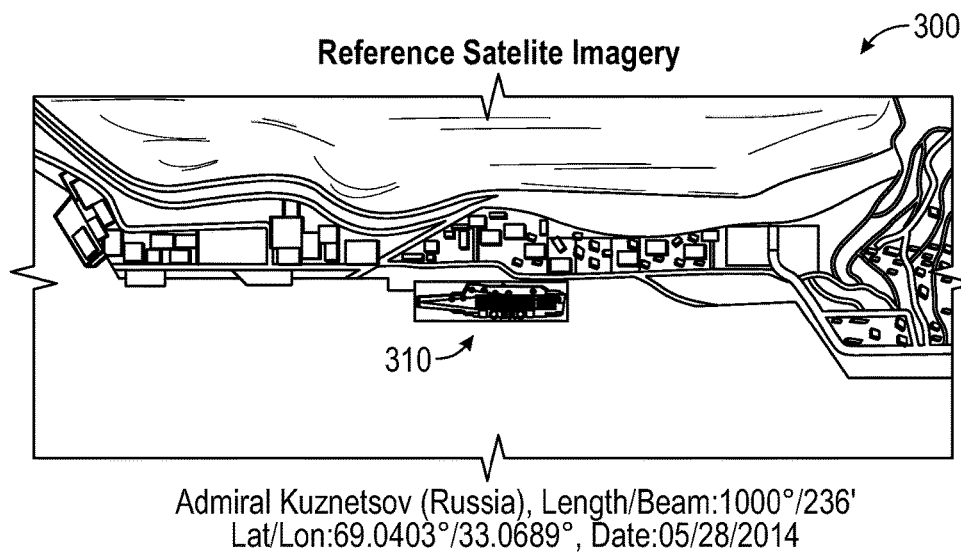 300
Reference Satelite Imagery
310
Admiral Kuznetsov (Russia), Length/Beam:1000°/236'
Lat/Lon:69.0403°/33.0689°, Date:05/28/2014